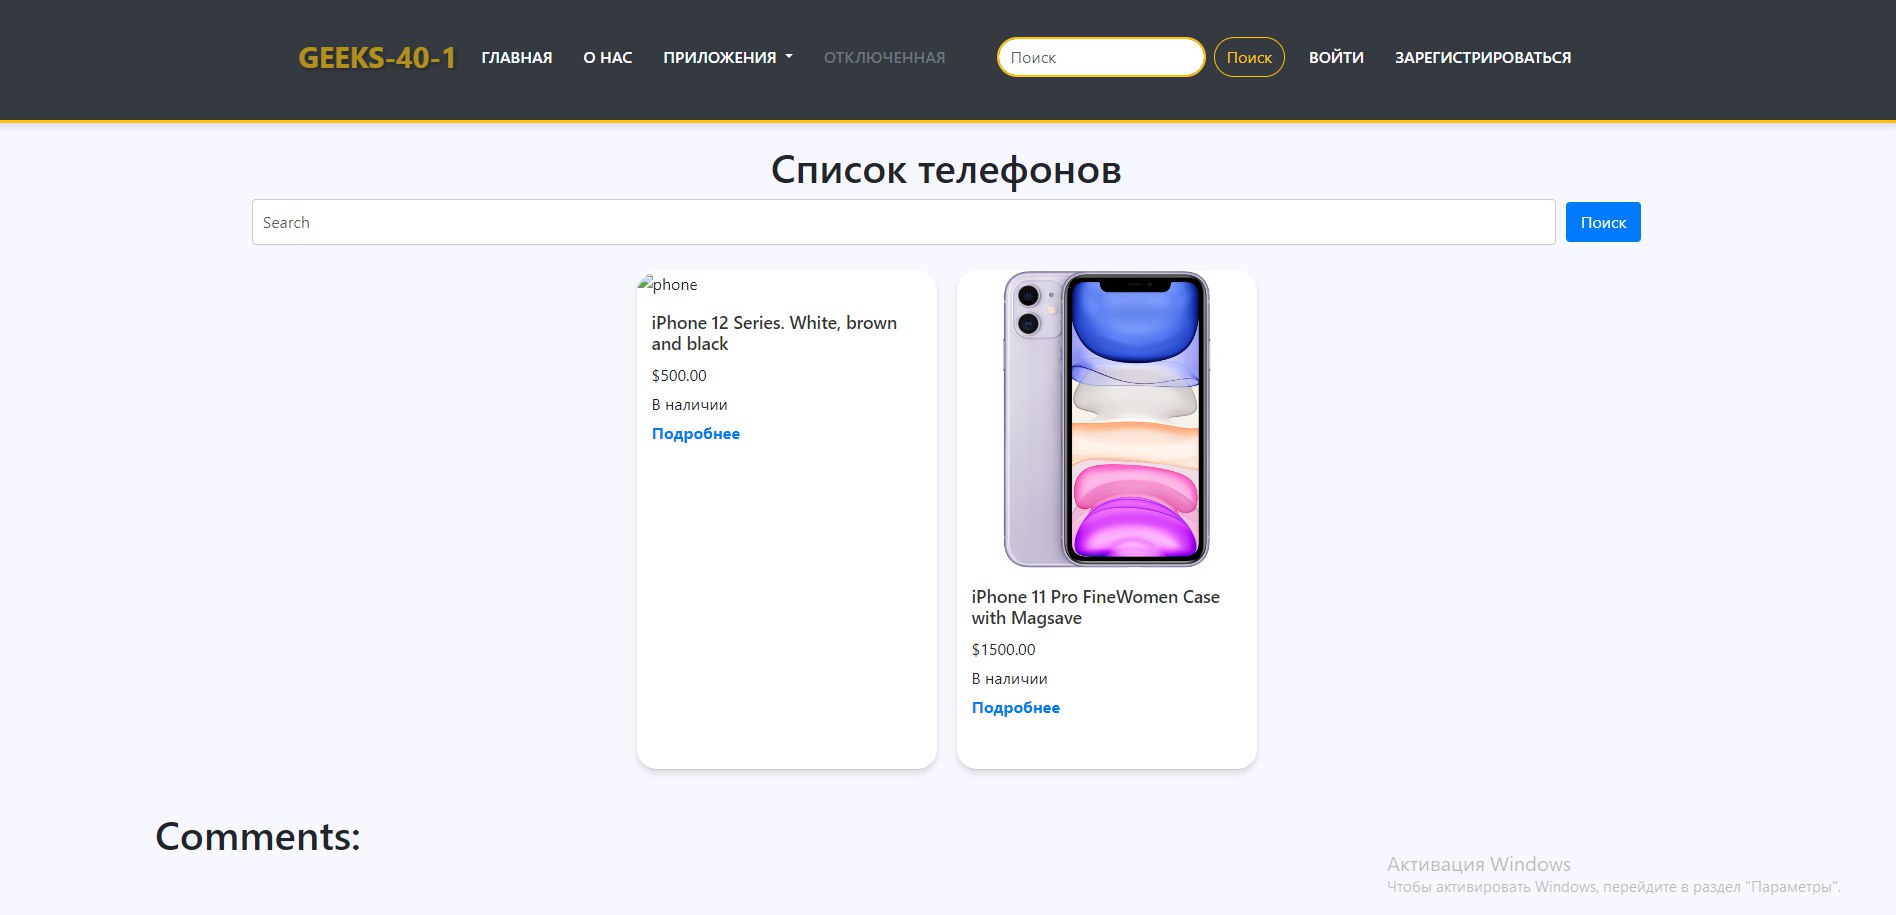 GEEKS-40-1 ГЛАВНАЯ О НАС ПРИЛОЖЕНИЯ ОТКЛЮЧЕННАЯ Поиск Поиск ВОЙТИ ЗАРЕГИСТРИРОВАТЬСЯ
Список телефонов
Search Поиск
phone
iPhone 12 Series. White, brown
and black
$500.00
В наличии
Подробнее
iPhone 11 Pro FineWomen Case
with Magsave
$1500.00
В наличии
Подробнее
Comments:
Активация Windows
Чтобы активировать Windows, перейдите в раздел "Параметры".